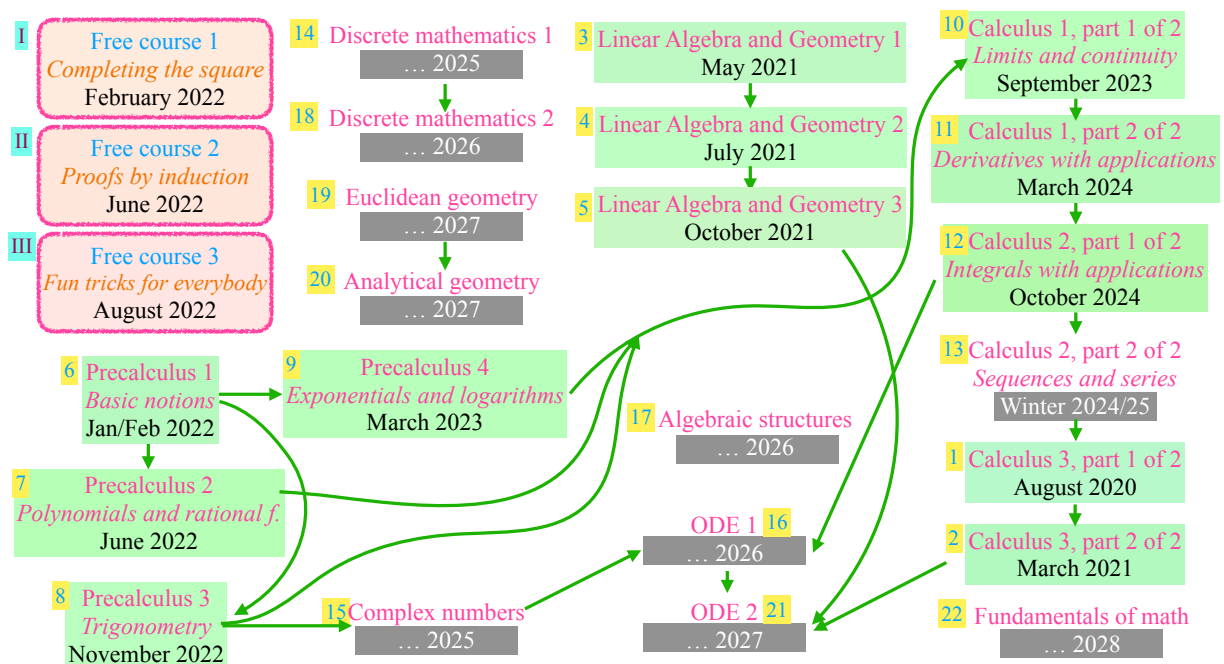 I
Free course 1
Completing the square
February 2022
II
Free course 2
Proofs by induction
June 2022
III
Free course 3
Fun tricks for everybody
August 2022
14 Discrete mathematics 1
… 2025
18 Discrete mathematics 2
… 2026
19 Euclidean geometry
… 2027
20 Analytical geometry
… 2027
3 Linear Algebra and Geometry 1
May 2021
4 Linear Algebra and Geometry 2
July 2021
5 Linear Algebra and Geometry 3
October 2021
10 Calculus 1, part 1 of 2
Limits and continuity
September 2023
11 Calculus 1, part 2 of 2
Derivatives with applications
March 2024
12 Calculus 2, part 1 of 2
Integrals with applications
October 2024
13 Calculus 2, part 2 of 2
Sequences and series
Winter 2024/25
1 Calculus 3, part 1 of 2
August 2020
2 Calculus 3, part 2 of 2
March 2021
22 Fundamentals of math
… 2028
6 Precalculus 1
Basic notions
Jan/Feb 2022
9 Precalculus 4
Exponentials and logarithms
March 2023
7 Precalculus 2
Polynomials and rational f.
June 2022
8 Precalculus 3
Trigonometry
November 2022
15 Complex numbers
… 2025
17 Algebraic structures
… 2026
ODE 1 16
… 2026
ODE 2 21
… 2027